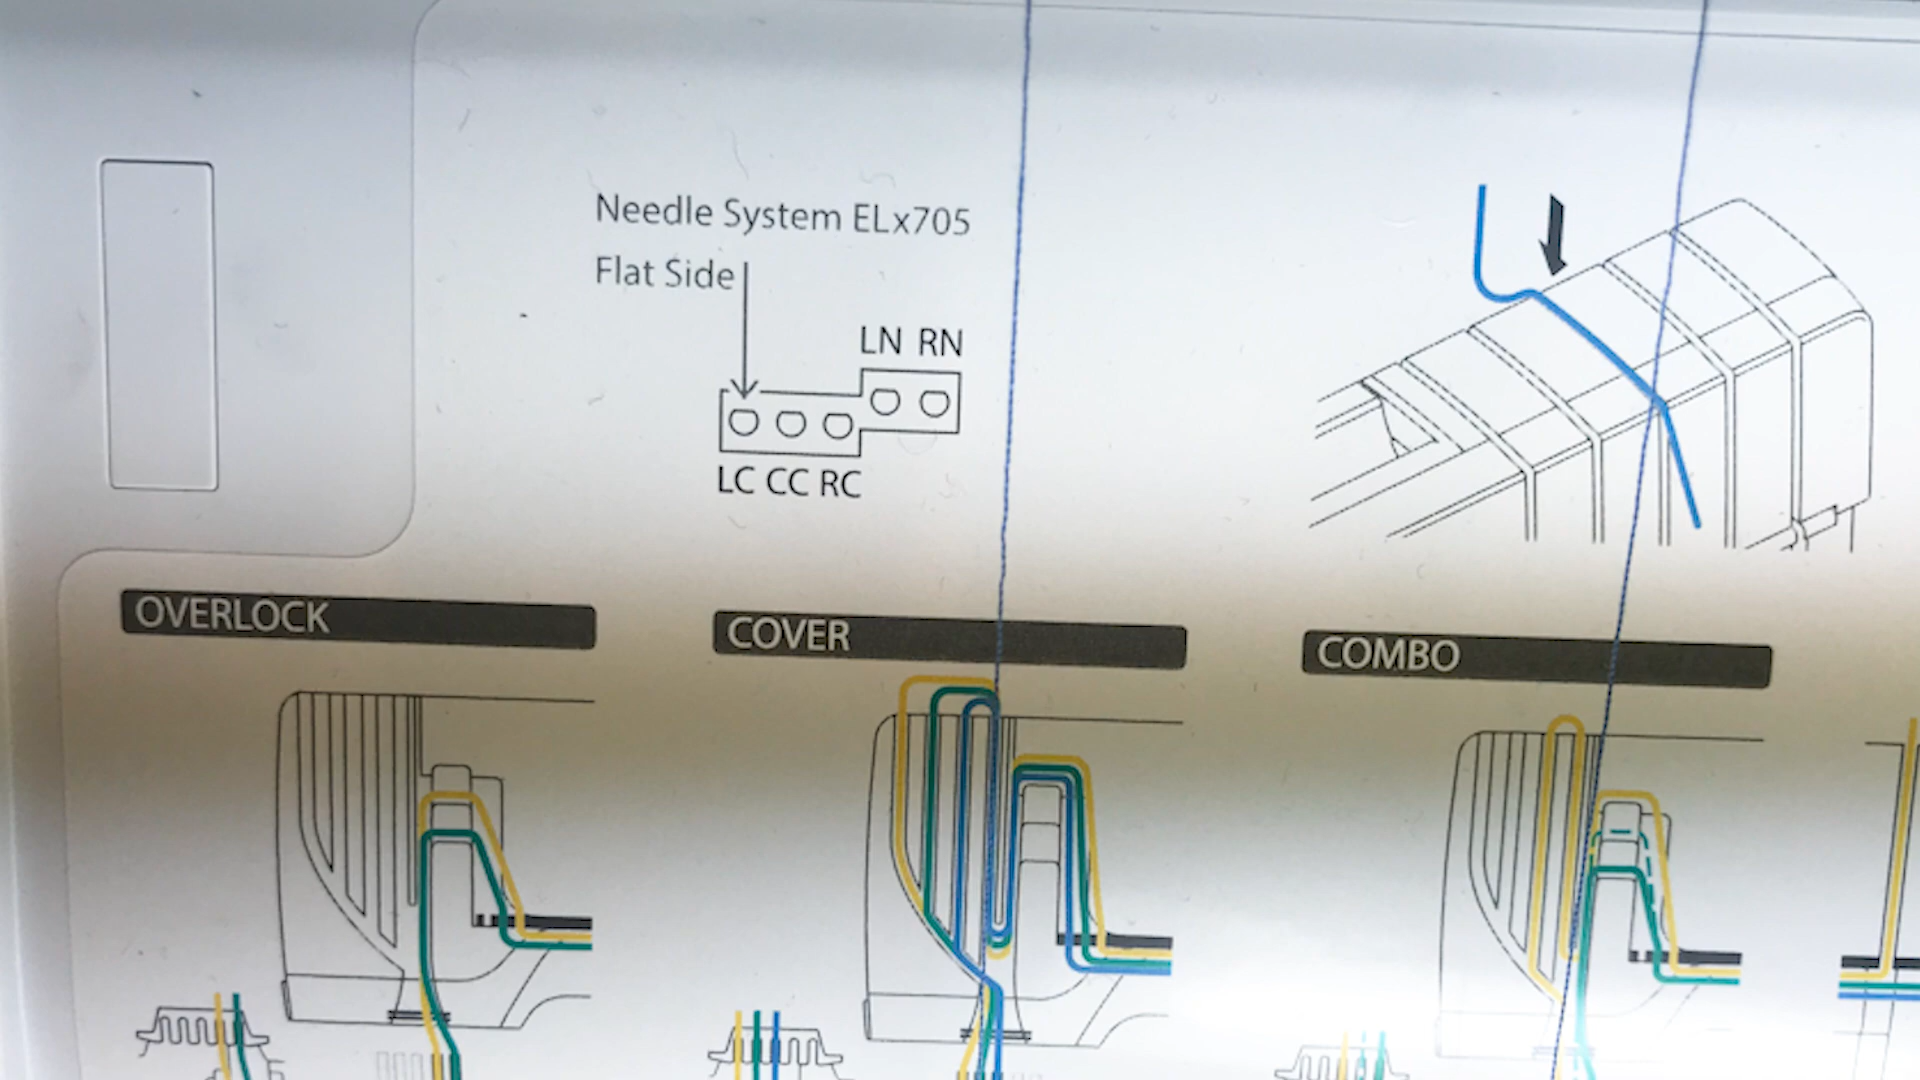 Needle System ELx705
Flat Side
LN RN
LC CC RC
OVERLOCK
COVER
COMBO